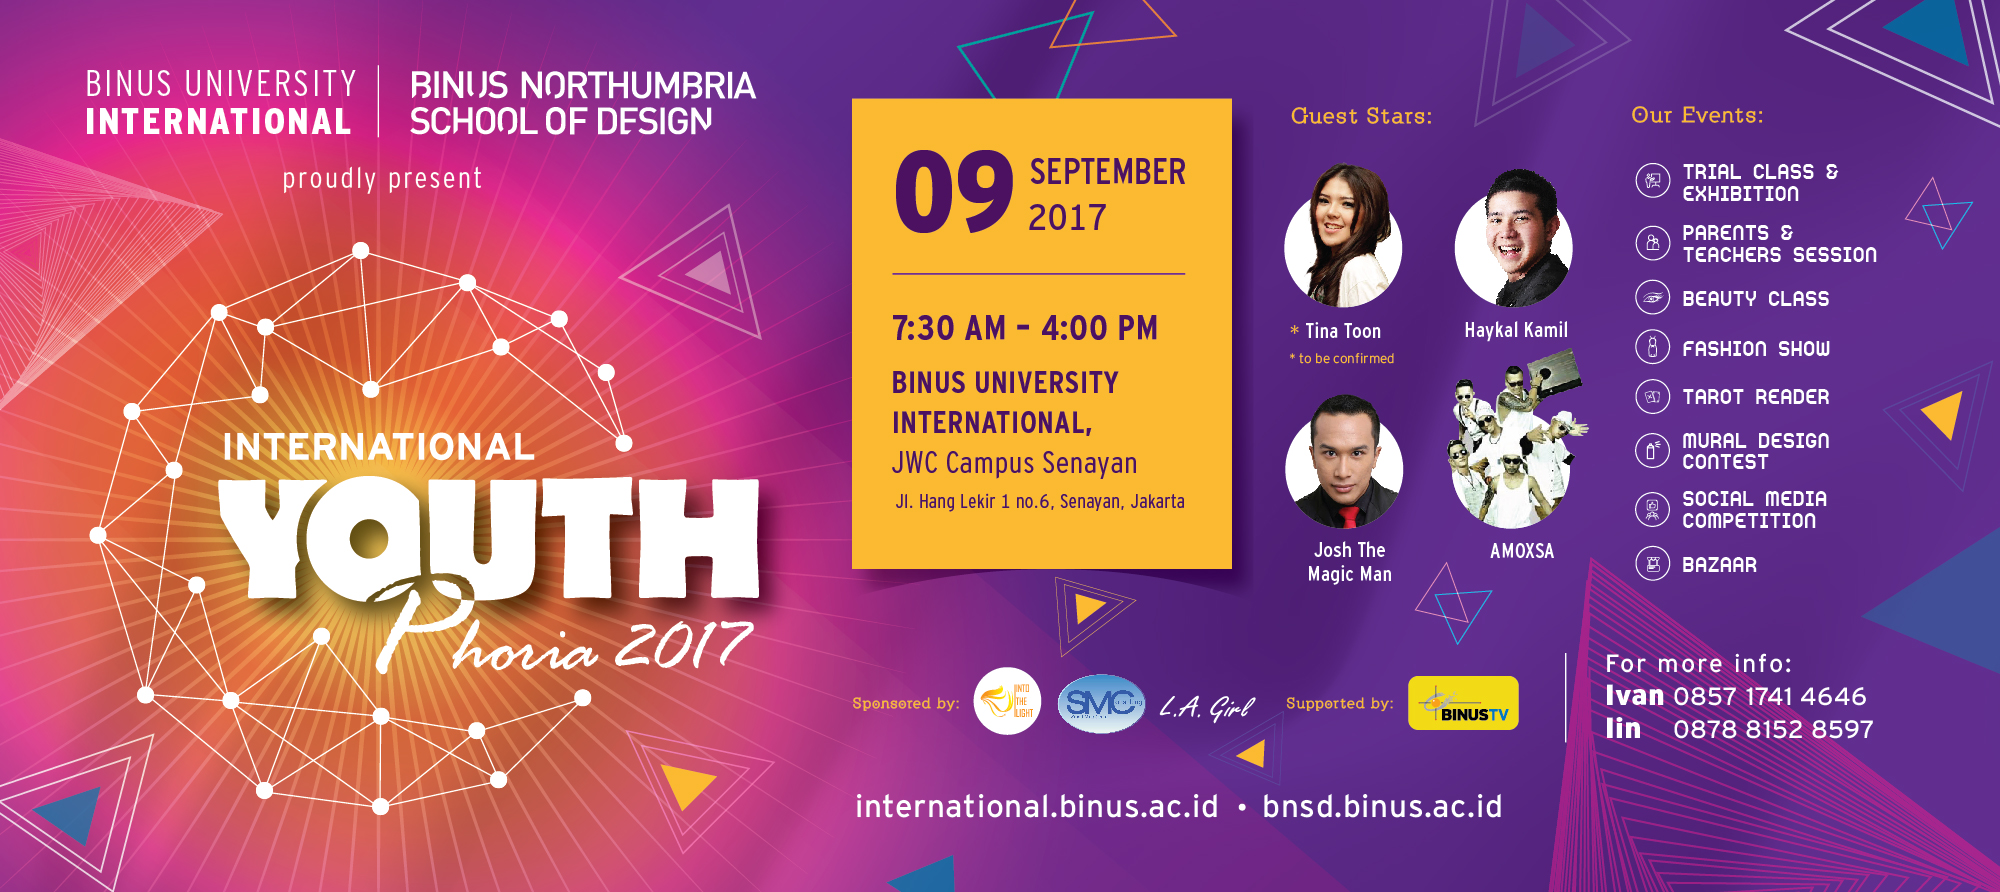 BINUS UNIVERSITY
INTERNATIONAL
BINUS NORTHUMBRIA
SCHOOL OF DESIGN
proudly present
INTERNATIONAL
YOUTH
Phoria 2017
09 SEPTEMBER
2017
7:30 AM - 4:00 PM
BINUS UNIVERSITY
INTERNATIONAL,
JWC Campus Senayan
Jl. Hang Lekir 1 no.6, Senayan, Jakarta
Guest Stars:
* Tina Toon
* to be confirmed
Haykal Kamil
Josh The
Magic Man
AMOXSA
Our Events:
TRIAL CLASS &
EXHIBITION
PARENTS &
TEACHERS SESSION
BEAUTY CLASS
FASHION SHOW
TAROT READER
MURAL DESIGN
CONTEST
SOCIAL MEDIA
COMPETITION
BAZAAR
Sponsored by:
INTO
THE
LIGHT
SMC
L.A. Girl
Supported by:
BINUS TV
For more info:
Ivan 0857 1741 4646
Iin 0878 8152 8597
international.binus.ac.id • bnsd.binus.ac.id